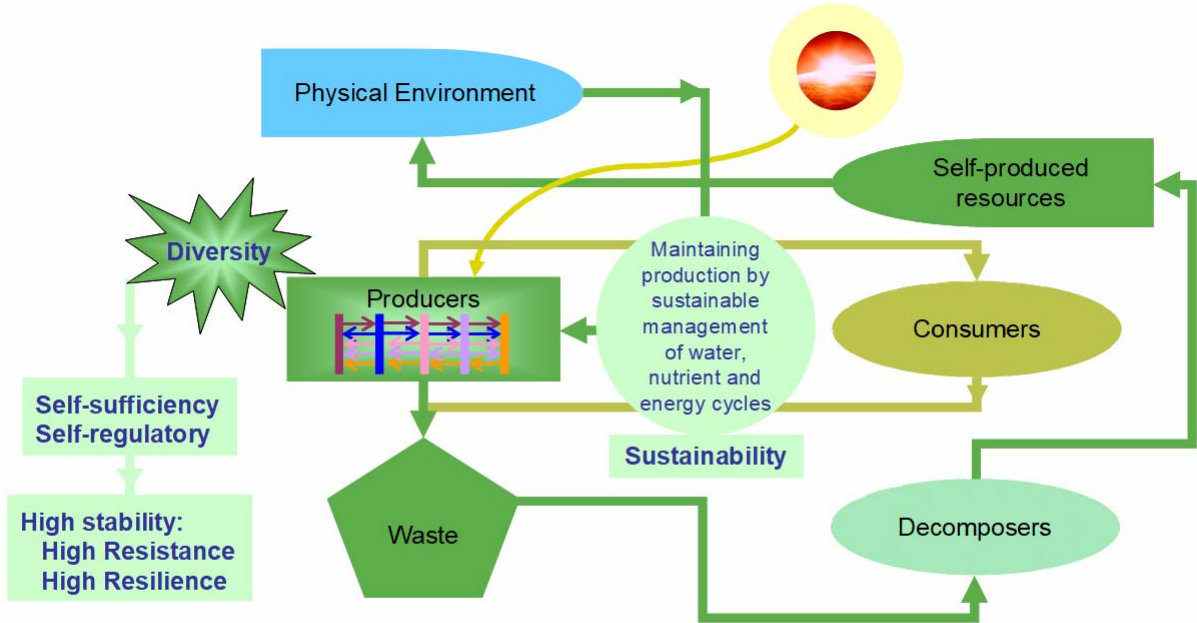 Physical Environment
Self-produced
resources
Diversity
Producers
Maintaining
production by
sustainable
management
of water,
nutrient and
energy cycles
Consumers
Self-sufficiency
Self-regulatory
Sustainability
High stability:
High Resistance
High Resilience
Waste
Decomposers